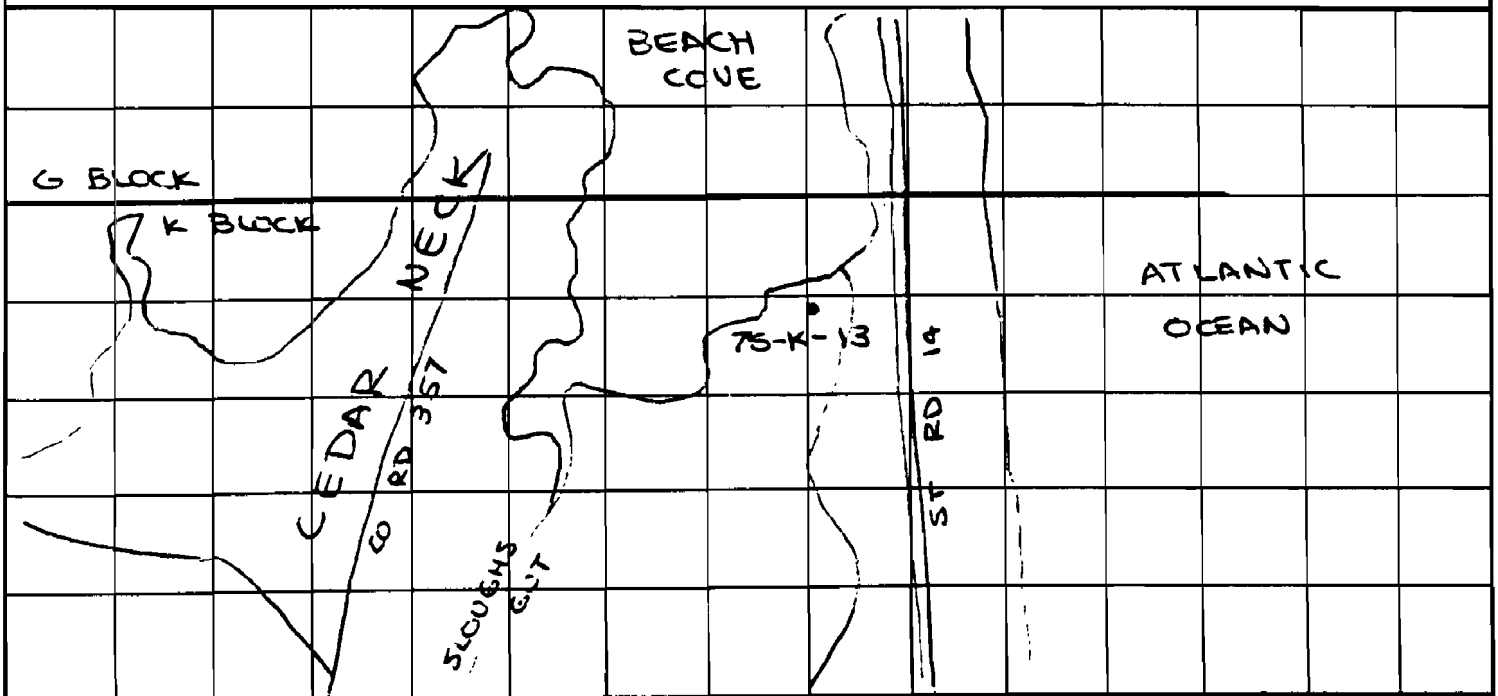 BEACH
COVE
G BLOCK
K BLOCK
CEDAR NECK
ATLANTIC
OCEAN
75-K-13
CO RD 357
ST RD 14
SLOUGHS
GUT